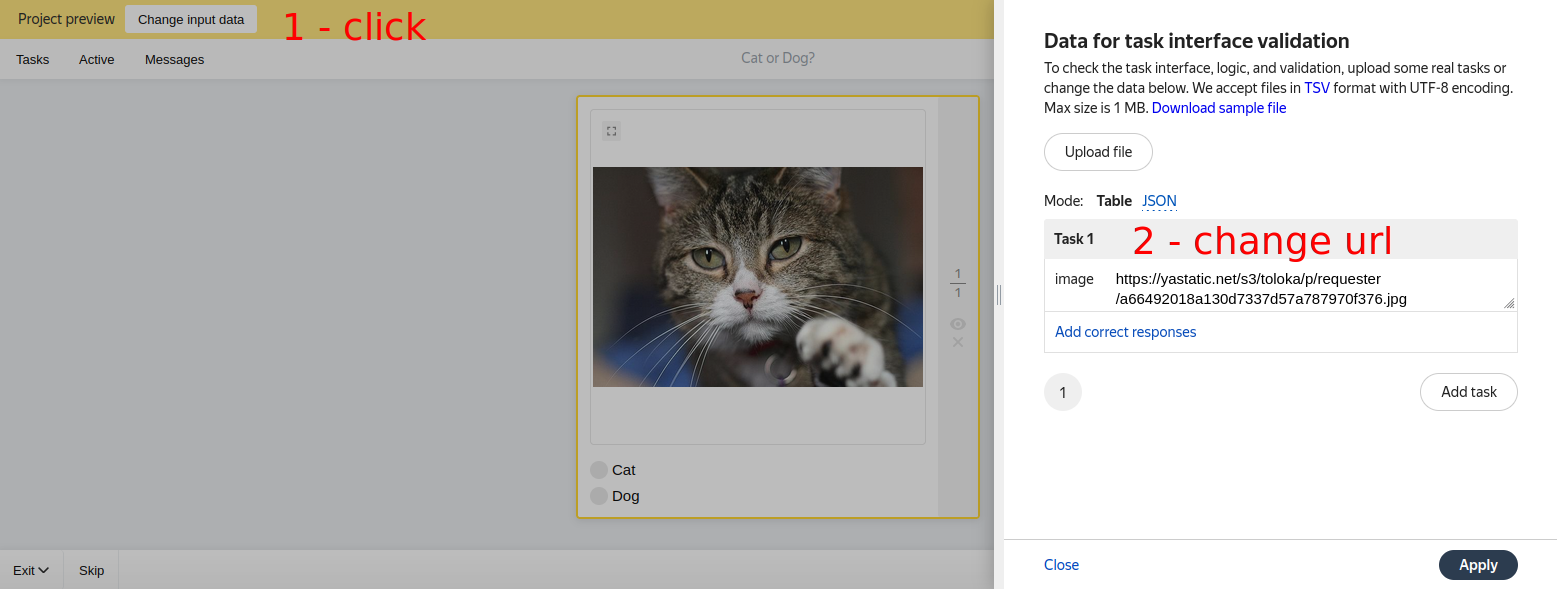 Project preview
Change input data
1 - click
Tasks
Active
Messages
Cat or Dog?
1
1
Cat
Dog
Exit
Skip
Data for task interface validation
To check the task interface, logic, and validation, upload some real tasks or
change the data below. We accept files in TSV format with UTF-8 encoding.
Max size is 1 MB. Download sample file
Upload file
Mode: Table JSON
Task 1
2 - change url
image
https://yastatic.net/s3/toloka/p/requester
/a66492018a130d7337d57a787970f376.jpg
Add correct responses
1
Add task
Close
Apply